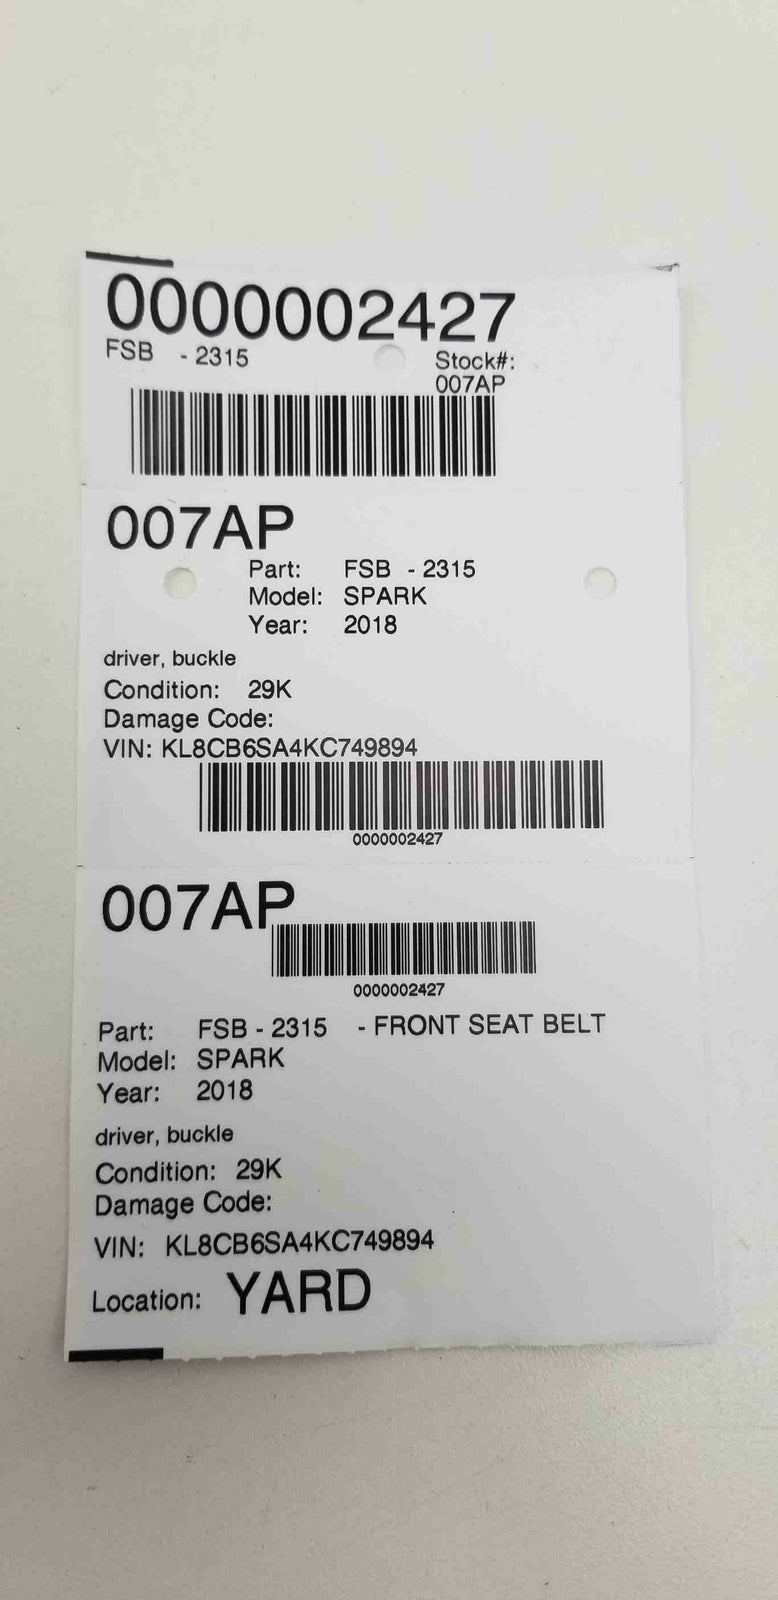 0000002427
FSB - 2315
Stock#:
007AP
007AP
Part: FSB - 2315
Model: SPARK
Year: 2018
driver, buckle
Condition: 29K
Damage Code:
VIN: KL8CB6SA4KC749894
0000002427
007AP
0000002427
Part: FSB - 2315 - FRONT SEAT BELT
Model: SPARK
Year: 2018
driver, buckle
Condition: 29K
Damage Code:
VIN: KL8CB6SA4KC749894
Location: YARD